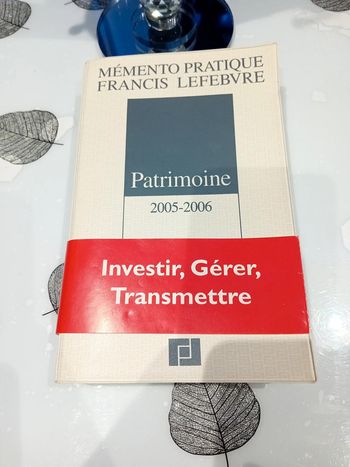 MÉMENTO PRATIQUE
FRANCIS LEFEBVRE
Patrimoine
2005-2006
Investir, Gérer,
Transmettre